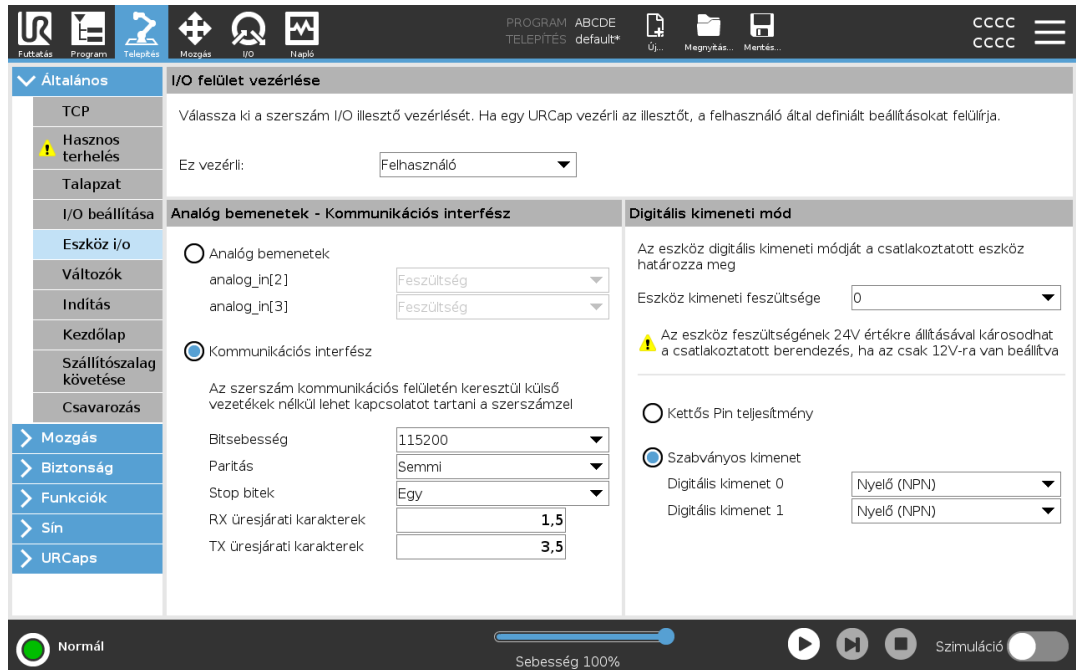 PROGRAM ABCDE
TELEPÍTÉS default*
CCCC
CCCC
Futtatás Program Telepítés Mozgás I/O Napló Új... Megnyitás... Mentés...
Általános
TCP
Hasznos
terhelés
Talapzat
I/O beállítása
Eszköz i/o
Változók
Indítás
Kezdőlap
Szállítószalag
követése
Csavarozás
Mozgás
Biztonság
Funkciók
Sín
URCaps
I/O felület vezérlése
Válassza ki a szerszám I/O illesztő vezérlését. Ha egy URCap vezérli az illesztőt, a felhasználó által definiált beállításokat felülírja.
Ez vezérli: Felhasználó
Analóg bemenetek - Kommunikációs interfész
Analóg bemenetek
analog_in[2] Feszültség
analog_in[3] Feszültség
Kommunikációs interfész
Az szerszám kommunikációs felületén keresztül külső
vezetékek nélkül lehet kapcsolatot tartani a szerszámzel
Bitsebesség 115200
Paritás Semmi
Stop bitek Egy
RX üresjárati karakterek 1,5
TX üresjárati karakterek 3,5
Digitális kimeneti mód
Az eszköz digitális kimeneti módját a csatlakoztatott eszköz
határozza meg
Eszköz kimeneti feszültsége 0
Az eszköz feszültségének 24V értékre állításával károsodhat
a csatlakoztatott berendezés, ha az csak 12V-ra van beállítva
Kettős Pin teljesítmény
Szabványos kimenet
Digitális kimenet 0 Nyelő (NPN)
Digitális kimenet 1 Nyelő (NPN)
Normál
Sebesség 100%
Szimuláció